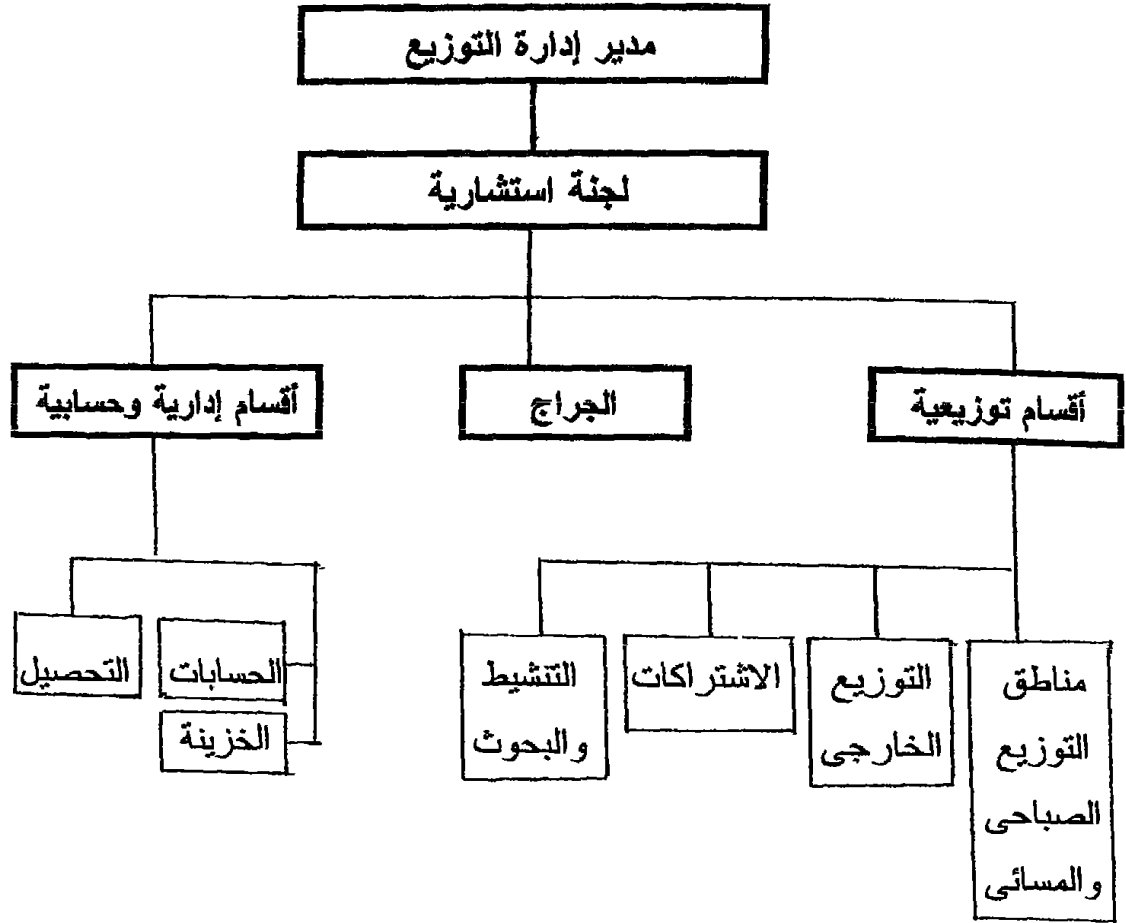 مدير إدارة التوزيع
لجنة استشارية
أقسام توزيعية
الجراج
أقسام إدارية وحسابية
مناطق
التوزيع
الصباحى
والمسائى
التوزيع
الخارجى
الاشتراكات
التنشيط
والبحوث
الحسابات
الخزينة
التحصيل